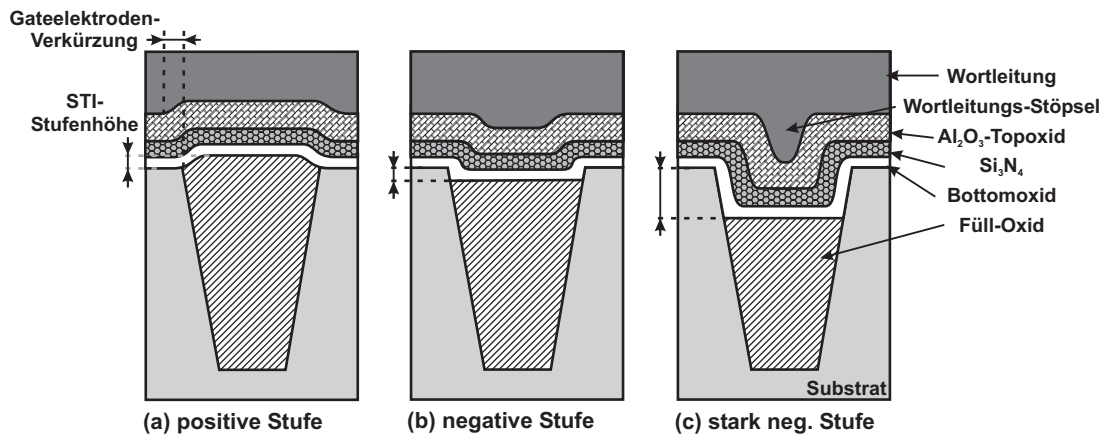 Gateelektroden-
Verkürzung
STI-
Stufenhöhe
Wortleitung
Wortleitungs-Stöpsel
Al₂O₃-Topoxid
Si₃N₄
Bottomoxid
Füll-Oxid
Substrat
(a) positive Stufe
(b) negative Stufe
(c) stark neg. Stufe